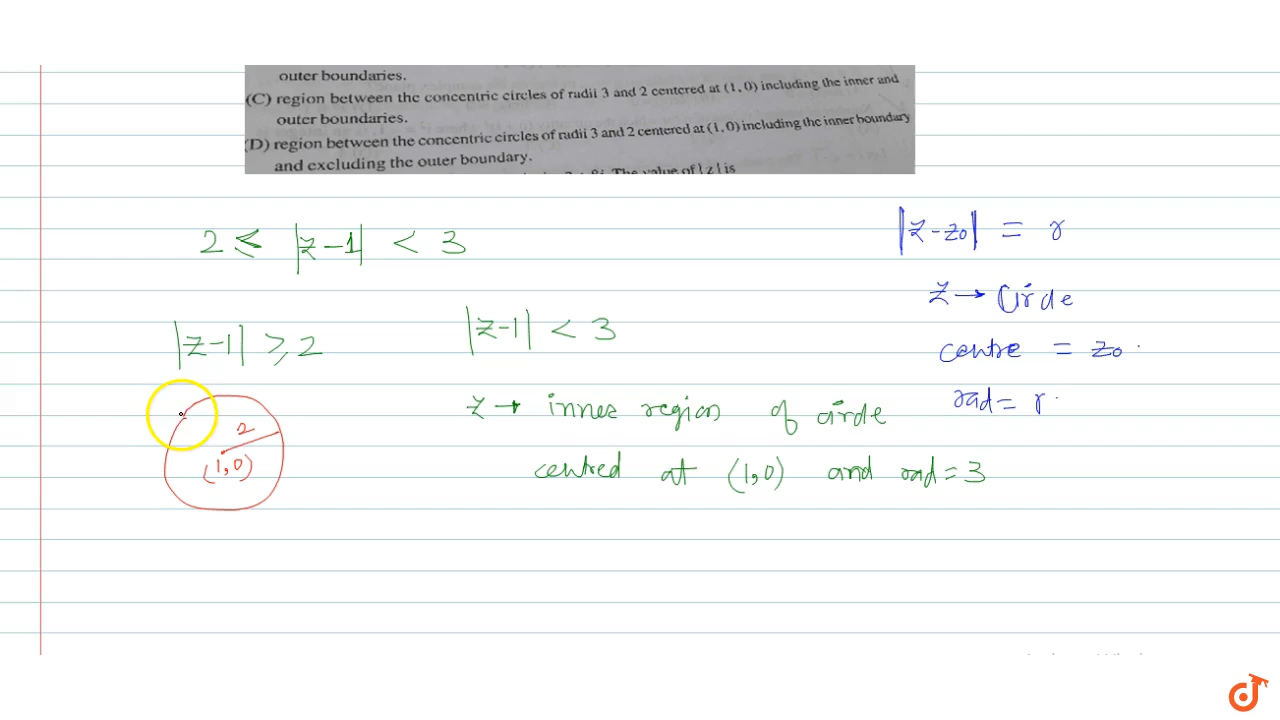 outer boundaries.
(C) region between the concentric circles of radii 3 and 2 centered at (1, 0) including the inner and
outer boundaries.
(D) region between the concentric circles of radii 3 and 2 centered at (1, 0) including the inner boundary
and excluding the outer boundary.
The value of | z | is
2 ≤ |z-1| < 3
|z-1| ≥ 2
2
(1,0)
|z-1| < 3
z → inner region of circle
centred at (1,0) and rad = 3
|z-z₀| = r
z → Circle
centre = z₀.
rad = r.